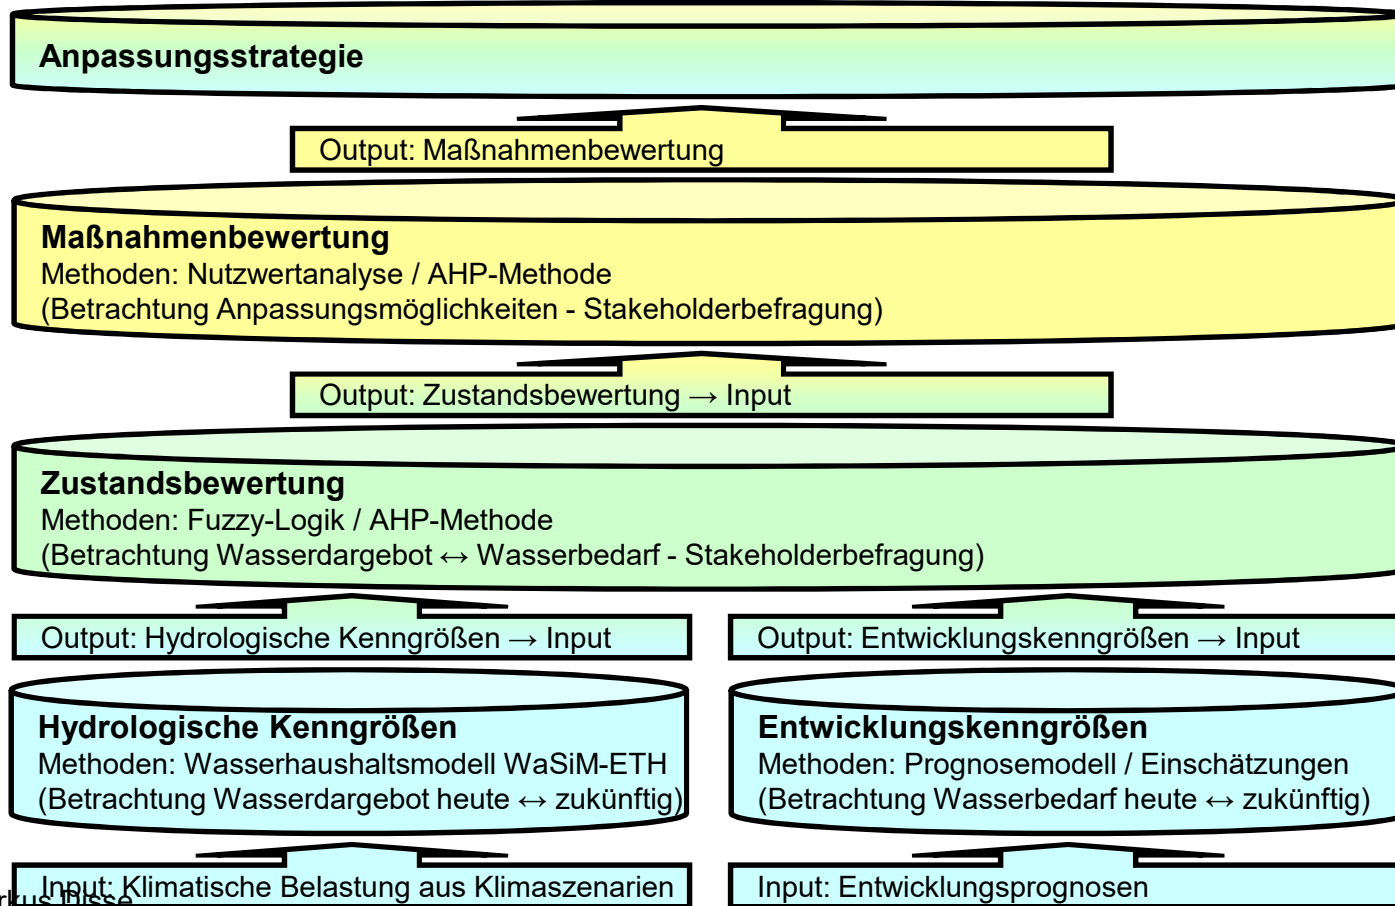 Anpassungsstrategie
Output: Maßnahmenbewertung
Maßnahmenbewertung
Methoden: Nutzwertanalyse / AHP-Methode
(Betrachtung Anpassungsmöglichkeiten - Stakeholderbefragung)
Output: Zustandsbewertung → Input
Zustandsbewertung
Methoden: Fuzzy-Logik / AHP-Methode
(Betrachtung Wasserdargebot ↔ Wasserbedarf - Stakeholderbefragung)
Output: Hydrologische Kenngrößen → Input
Output: Entwicklungskenngrößen → Input
Hydrologische Kenngrößen
Methoden: Wasserhaushaltsmodell WaSiM-ETH
(Betrachtung Wasserdargebot heute ↔ zukünftig)
Entwicklungskenngrößen
Methoden: Prognosemodell / Einschätzungen
(Betrachtung Wasserbedarf heute ↔ zukünftig)
Input: Klimatische Belastung aus Klimaszenarien
Input: Entwicklungsprognosen
rkus Disse